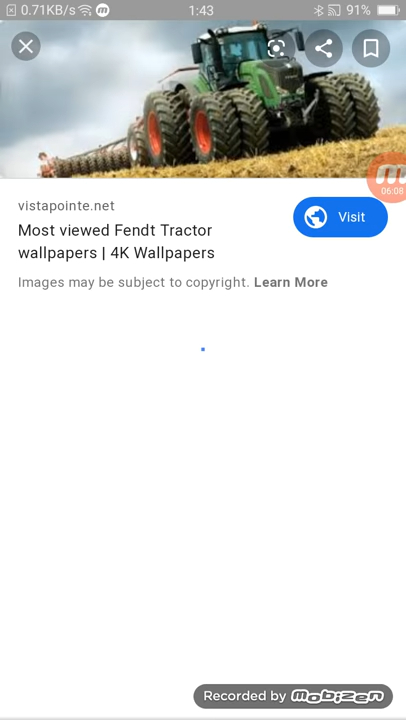 0.71KB/s
1:43
91%
06:08
vistapointe.net
Most viewed Fendt Tractor
wallpapers | 4K Wallpapers
Visit
Images may be subject to copyright. Learn More
Recorded by mobizen